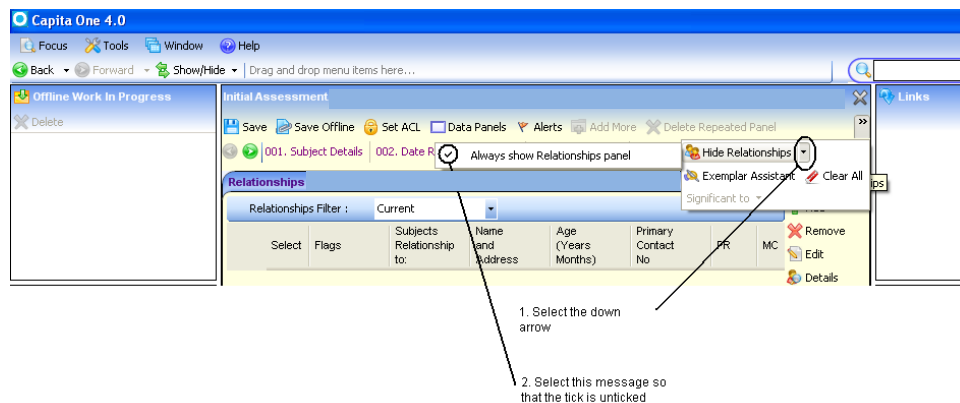 Capita One 4.0
Focus Tools Window Help
Back Forward Show/Hide Drag and drop menu items here...
Offline Work In Progress
Initial Assessment
Links
Delete
Save Save Offline Set ACL Data Panels Alerts Add More Delete Repeated Panel
001. Subject Details 002. Date R
Always show Relationships panel
Hide Relationships
Exemplar Assistant Clear All
ps
Significant to
Relationships
Relationships Filter : Current
Remove
Edit
Details
Select Flags Subjects Relationship to: Name and Address Age (Years Months) Primary Contact No PR MC
1. Select the down
arrow
2. Select this message so
that the tick is unticked